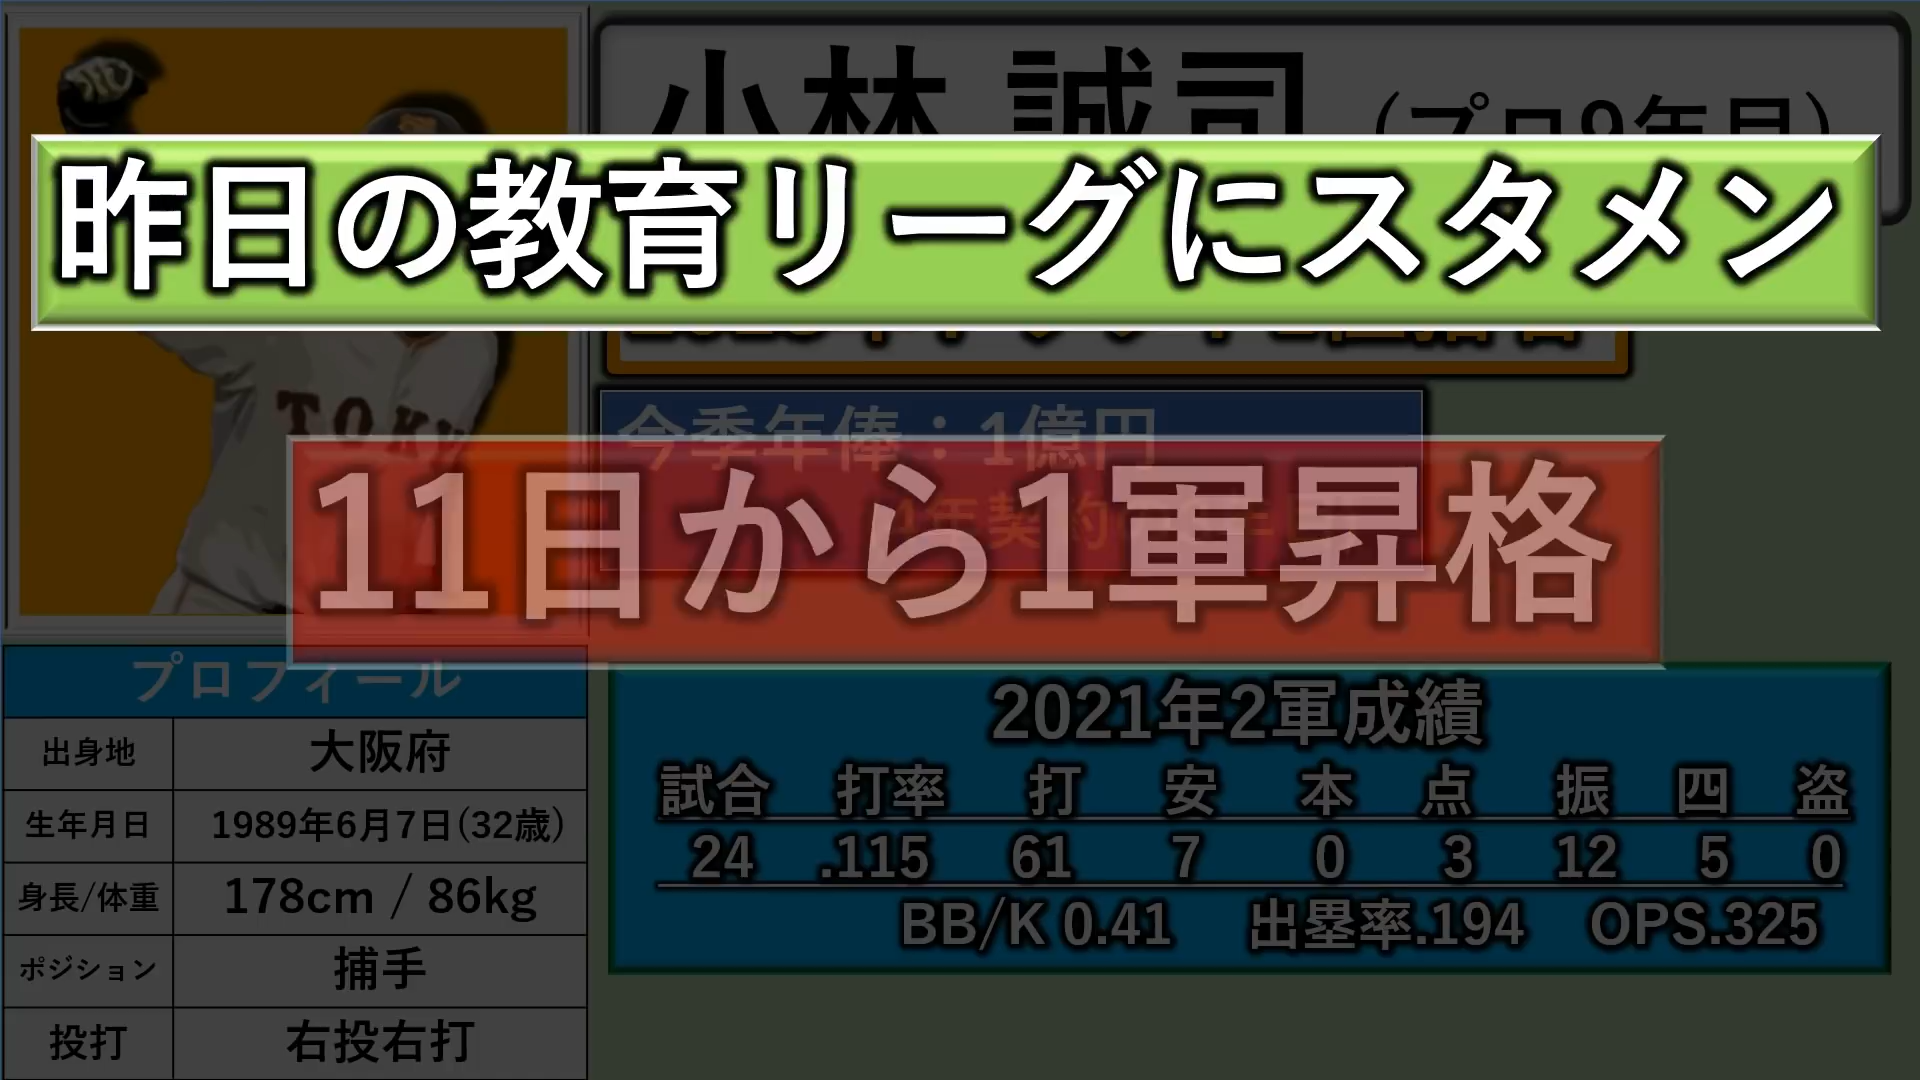 小林 誠司 (プロ9年目)
昨日の教育リーグにスタメン
今季年俸：1億円
11日から1軍昇格
TOKY
プロフィール
出身地 大阪府
生年月日 1989年6月7日(32歳)
身長/体重 178cm / 86kg
ポジション 捕手
投打 右投右打
2021年2軍成績
試合 打率 打 安 本 点 振 四 盗
24 .115 61 7 0 3 12 5 0
BB/K 0.41 出塁率.194 OPS.325